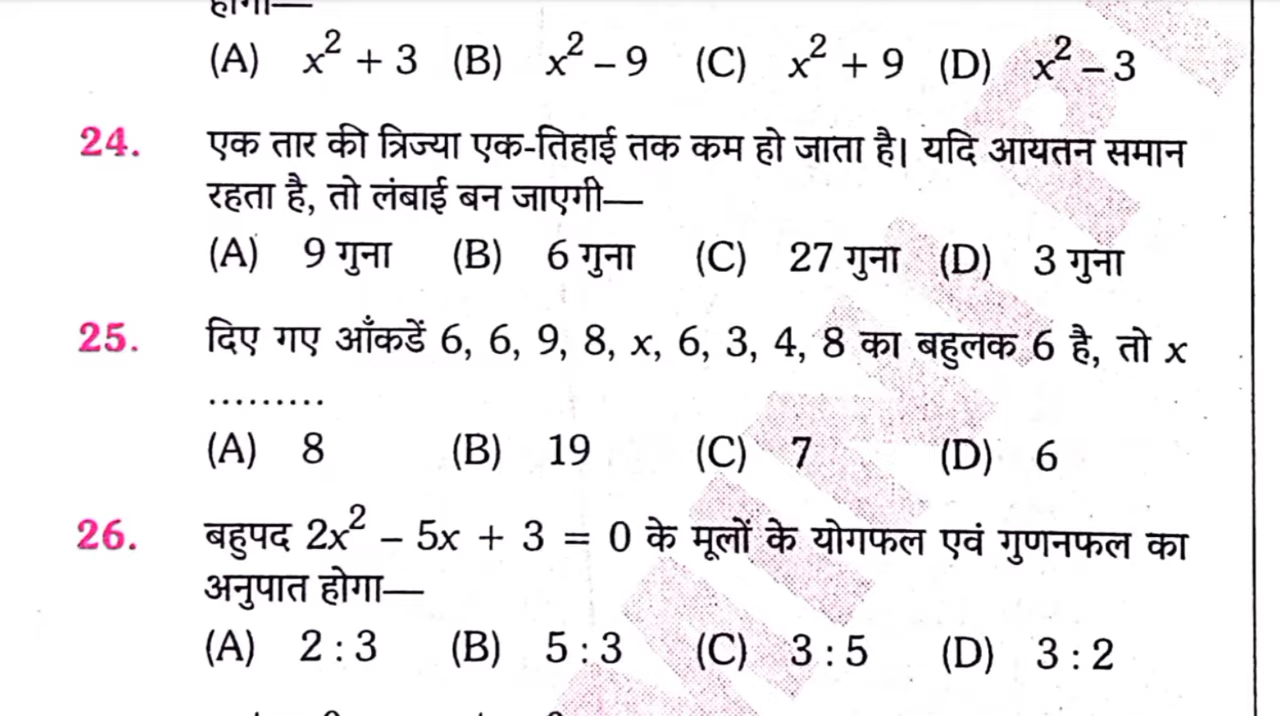 होगा—
(A) x² + 3 (B) x² – 9 (C) x² + 9 (D) x² – 3
24. एक तार की त्रिज्या एक-तिहाई तक कम हो जाता है। यदि आयतन समान
रहता है, तो लंबाई बन जाएगी—
(A) 9 गुना (B) 6 गुना (C) 27 गुना (D) 3 गुना
25. दिए गए आँकडें 6, 6, 9, 8, x, 6, 3, 4, 8 का बहुलक 6 है, तो x
.........
(A) 8 (B) 19 (C) 7 (D) 6
26. बहुपद 2x² – 5x + 3 = 0 के मूलों के योगफल एवं गुणनफल का
अनुपात होगा—
(A) 2 : 3 (B) 5 : 3 (C) 3 : 5 (D) 3 : 2